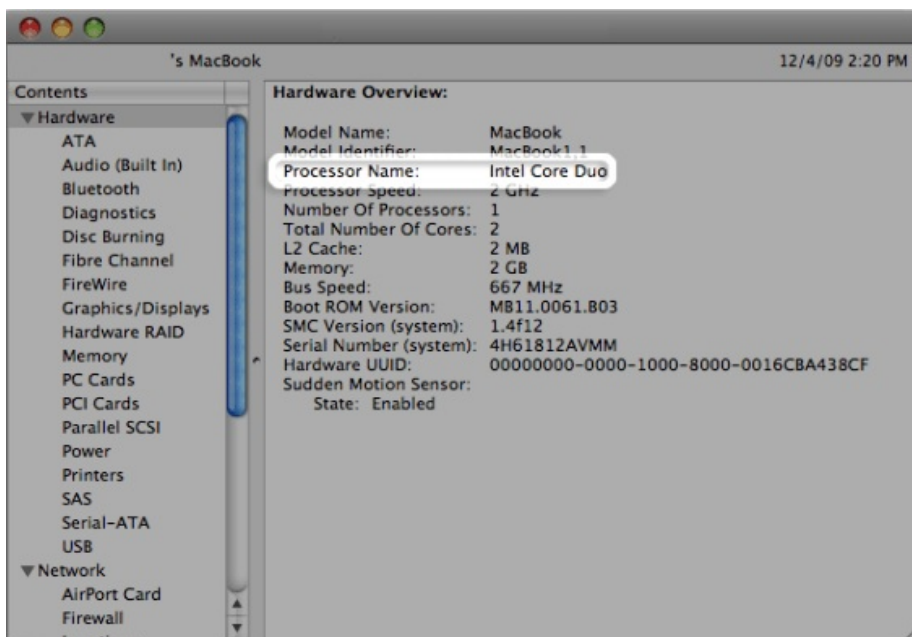 's MacBook
12/4/09 2:20 PM
Contents
Hardware
ATA
Audio (Built In)
Bluetooth
Diagnostics
Disc Burning
Fibre Channel
FireWire
Graphics/Displays
Hardware RAID
Memory
PC Cards
PCI Cards
Parallel SCSI
Power
Printers
SAS
Serial-ATA
USB
Network
AirPort Card
Firewall
Hardware Overview:
Model Name: MacBook
Model Identifier: MacBook1,1
Processor Name: Intel Core Duo
Processor Speed: 2 GHz
Number Of Processors: 1
Total Number Of Cores: 2
L2 Cache: 2 MB
Memory: 2 GB
Bus Speed: 667 MHz
Boot ROM Version: MB11.0061.B03
SMC Version (system): 1.4f12
Serial Number (system): 4H61812AVMM
Hardware UUID: 00000000-0000-1000-8000-0016CBA438CF
Sudden Motion Sensor:
State: Enabled